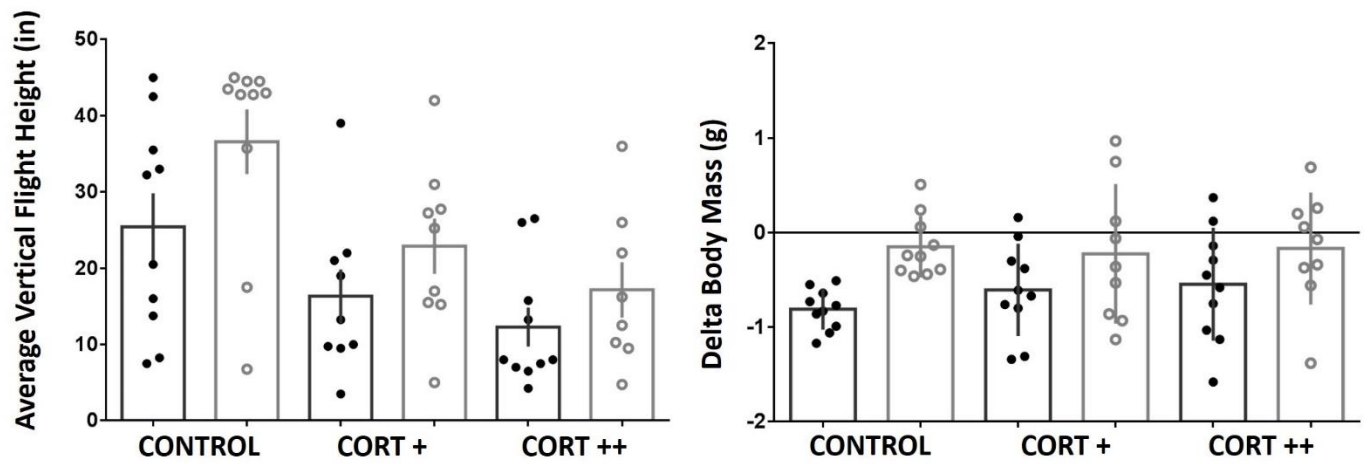 Average Vertical Flight Height (in)
50
40
30
20
10
0
CONTROL CORT + CORT ++
Delta Body Mass (g)
2
1
0
-1
-2
CONTROL CORT + CORT ++